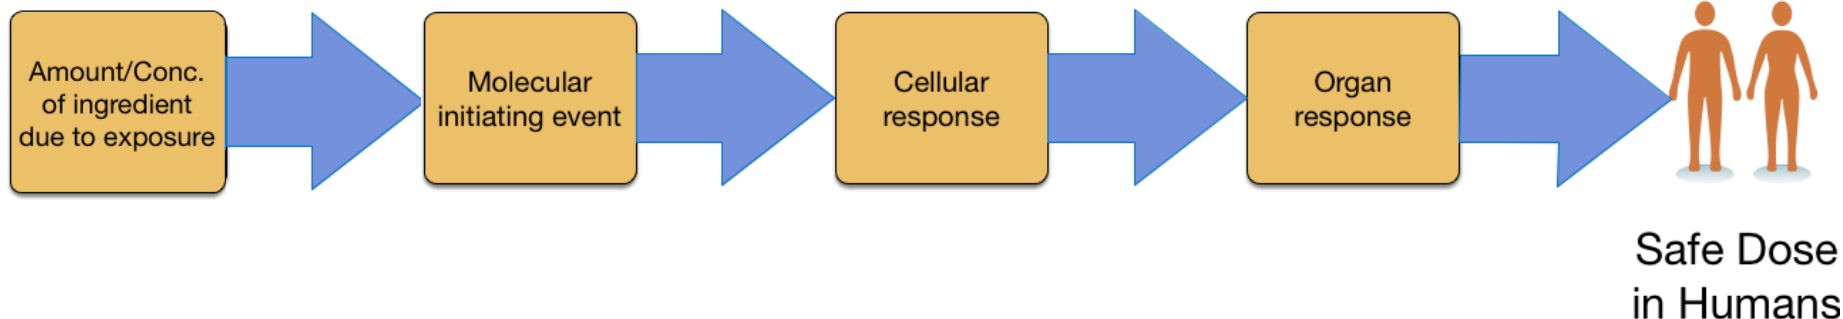 Amount/Conc.
of ingredient
due to exposure
Molecular
initiating event
Cellular
response
Organ
response
Safe Dose
in Humans